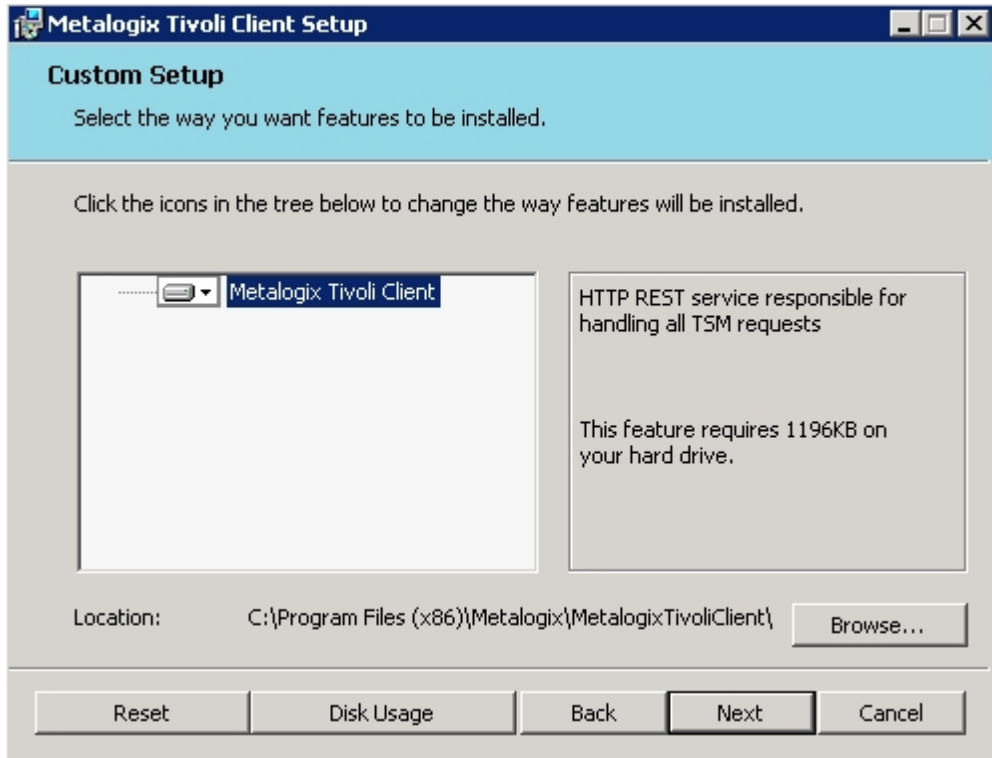 Metalogix Tivoli Client Setup
Custom Setup
Select the way you want features to be installed.
Click the icons in the tree below to change the way features will be installed.
Metalogix Tivoli Client
HTTP REST service responsible for
handling all TSM requests
This feature requires 1196KB on
your hard drive.
Location: C:\Program Files (x86)\Metalogix\MetalogixTivoliClient\ Browse...
Reset Disk Usage Back Next Cancel